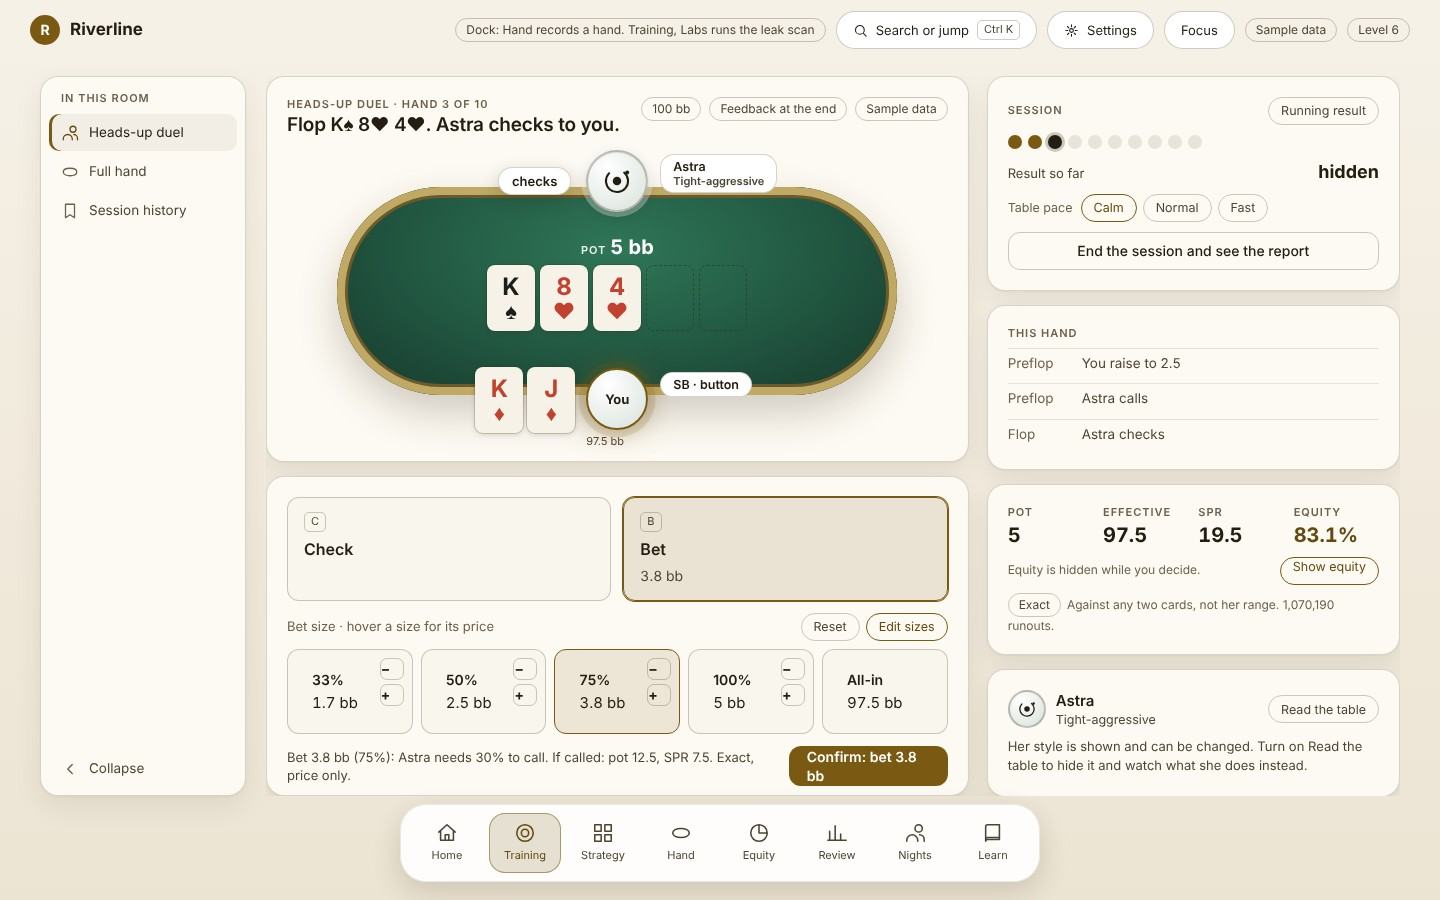 R Riverline
Dock: Hand records a hand. Training, Labs runs the leak scan
Search or jump Ctrl K
Settings
Focus
Sample data
Level 6
IN THIS ROOM
Heads-up duel
Full hand
Session history
Collapse
HEADS-UP DUEL · HAND 3 OF 10
Flop K♠ 8♥ 4♥. Astra checks to you.
100 bb
Feedback at the end
Sample data
checks
Astra
Tight-aggressive
POT 5 bb
K♠ 8♥ 4♥
K♦ J♦
You
SB · button
97.5 bb
C
Check
B
Bet
3.8 bb
Bet size · hover a size for its price
Reset
Edit sizes
33%
1.7 bb
− +
50%
2.5 bb
− +
75%
3.8 bb
− +
100%
5 bb
− +
All-in
97.5 bb
Bet 3.8 bb (75%): Astra needs 30% to call. If called: pot 12.5, SPR 7.5. Exact,
price only.
Confirm: bet 3.8
bb
SESSION
Running result
Result so far hidden
Table pace Calm Normal Fast
End the session and see the report
THIS HAND
Preflop You raise to 2.5
Preflop Astra calls
Flop Astra checks
POT EFFECTIVE SPR EQUITY
5 97.5 19.5 83.1%
Equity is hidden while you decide.
Show equity
Exact Against any two cards, not her range. 1,070,190
runouts.
Astra
Tight-aggressive
Read the table
Her style is shown and can be changed. Turn on Read the
table to hide it and watch what she does instead.
Home
Training
Strategy
Hand
Equity
Review
Nights
Learn